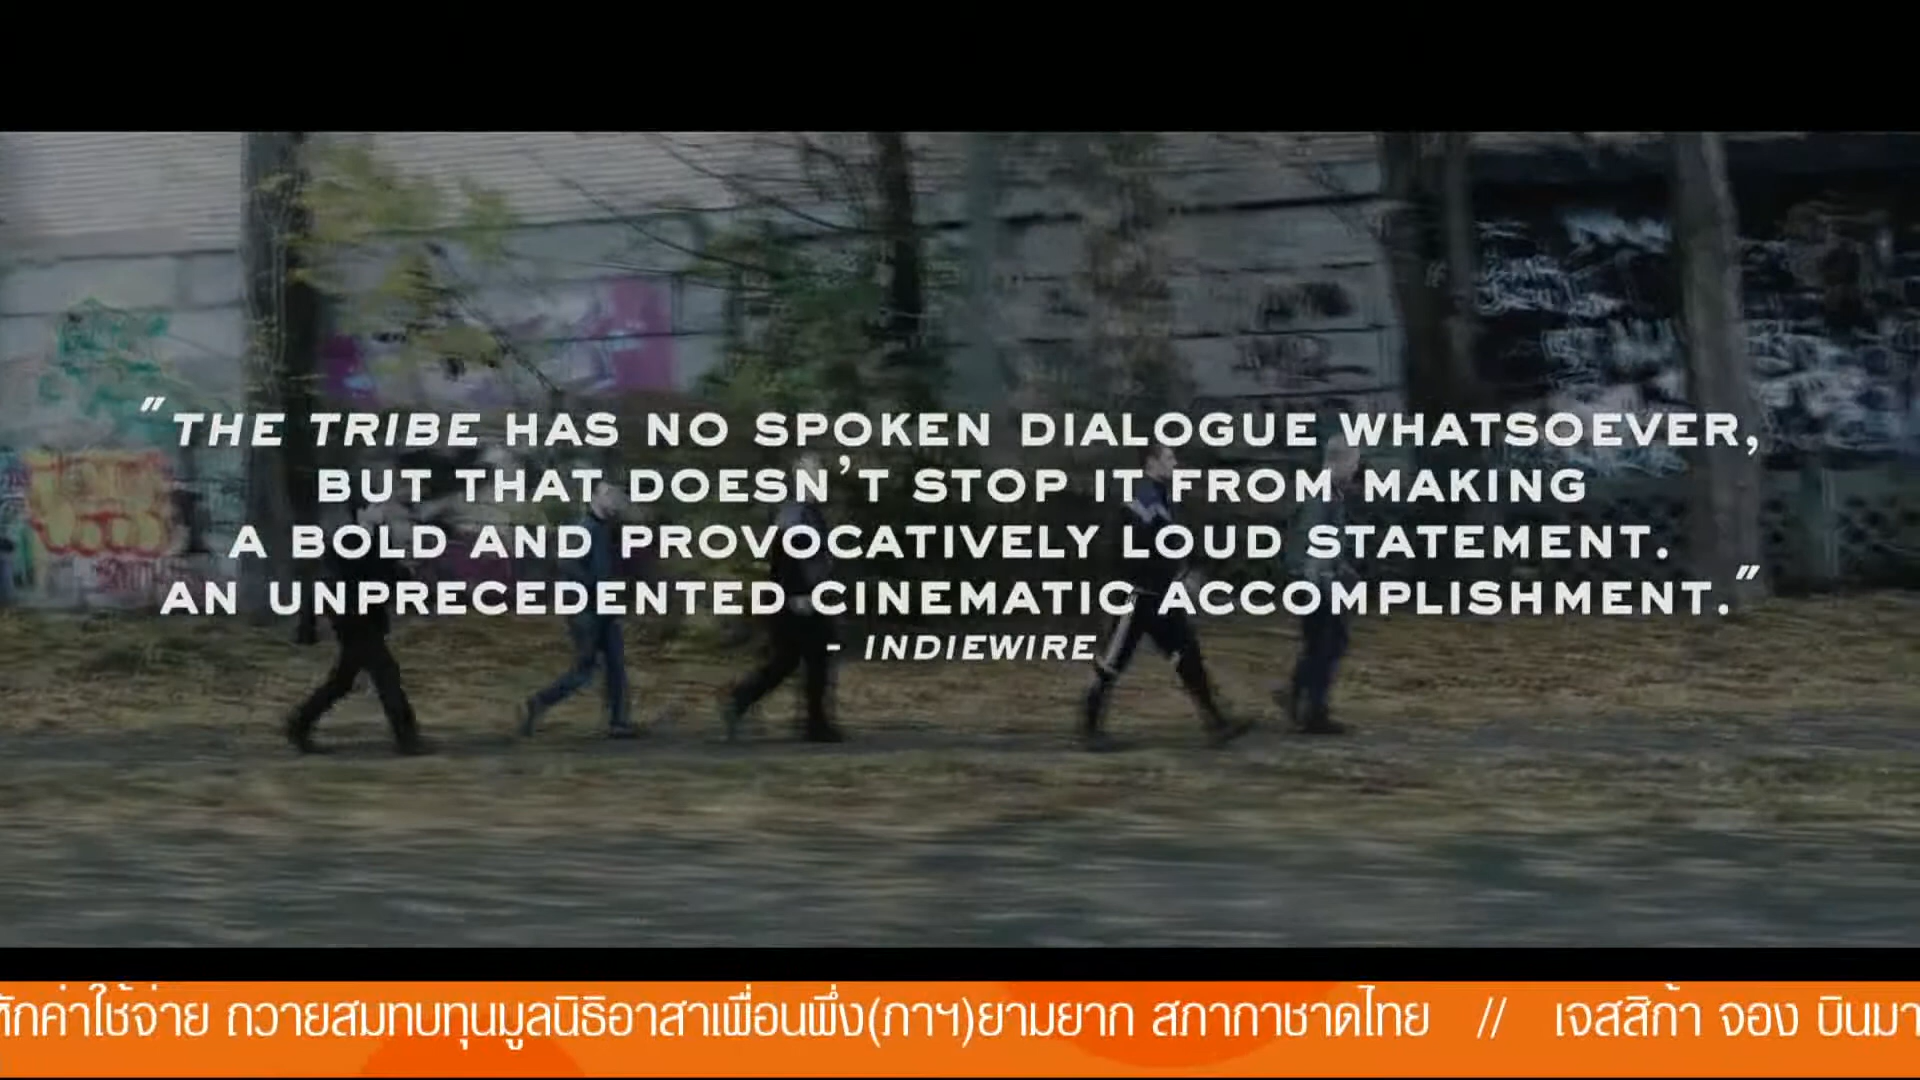 "THE TRIBE HAS NO SPOKEN DIALOGUE WHATSOEVER,
BUT THAT DOESN'T STOP IT FROM MAKING
A BOLD AND PROVOCATIVELY LOUD STATEMENT.
AN UNPRECEDENTED CINEMATIC ACCOMPLISHMENT."
- INDIEWIRE
หักค่าใช้จ่าย ถวายสมทบทุนมูลนิธิอาสาเพื่อนพึ่ง(ภาฯ)ยามยาก สภากาชาดไทย // เจสสิก้า จอง บินมา